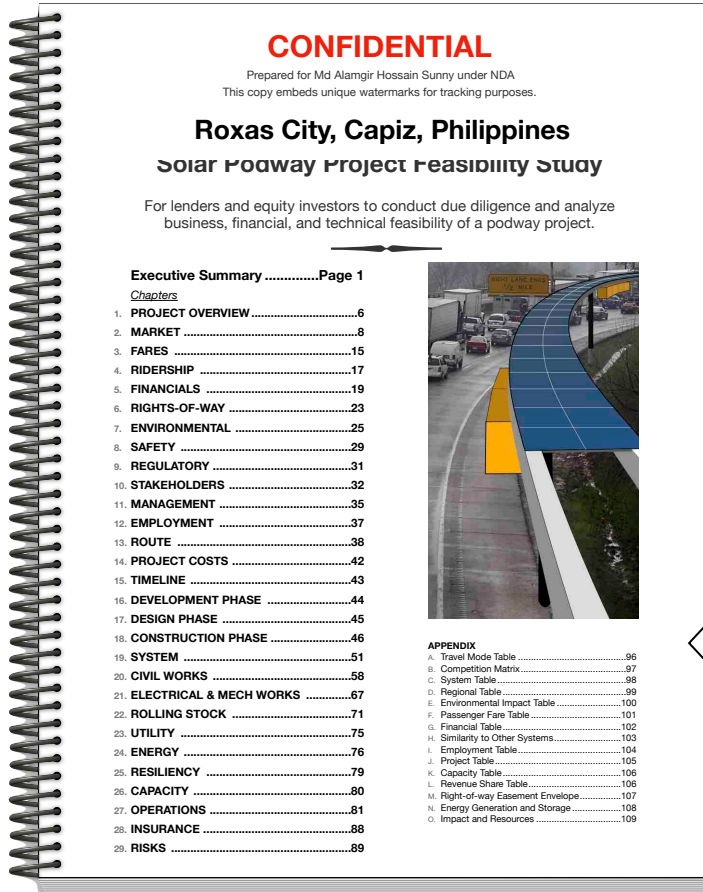 CONFIDENTIAL
Prepared for Md Alamgir Hossain Sunny under NDA
This copy embeds unique watermarks for tracking purposes.
Roxas City, Capiz, Philippines
Solar Podway Project Feasibility Study
For lenders and equity investors to conduct due diligence and analyze
business, financial, and technical feasibility of a podway project.
Executive Summary ..............Page 1
Chapters
1. PROJECT OVERVIEW ..............................6
2. MARKET ..................................................8
3. FARES ....................................................15
4. RIDERSHIP .............................................17
5. FINANCIALS ...........................................19
6. RIGHTS-OF-WAY ...................................23
7. ENVIRONMENTAL .................................25
8. SAFETY .................................................29
9. REGULATORY ........................................31
10. STAKEHOLDERS ...................................32
11. MANAGEMENT ......................................35
12. EMPLOYMENT ......................................37
13. ROUTE ..................................................38
14. PROJECT COSTS ..................................42
15. TIMELINE ...............................................43
16. DEVELOPMENT PHASE ........................44
17. DESIGN PHASE .....................................45
18. CONSTRUCTION PHASE .......................46
19. SYSTEM .................................................51
20. CIVIL WORKS ........................................58
21. ELECTRICAL & MECH WORKS .............67
22. ROLLING STOCK ...................................71
23. UTILITY ..................................................75
24. ENERGY .................................................76
25. RESILIENCY ...........................................79
26. CAPACITY ..............................................80
27. OPERATIONS .........................................81
28. INSURANCE ...........................................88
29. RISKS .....................................................89
RIGHT LANE ENDS
1/2 MILE
APPENDIX
A. Travel Mode Table ..........................................96
B. Competition Matrix .........................................97
C. System Table .................................................98
D. Regional Table ...............................................99
E. Environmental Impact Table .........................100
F. Passenger Fare Table ...................................101
G. Financial Table .............................................102
H. Similarity to Other Systems ..........................103
I. Employment Table ........................................104
J. Project Table .................................................105
K. Capacity Table ..............................................106
L. Revenue Share Table ....................................106
M. Right-of-way Easement Envelope ................107
N. Energy Generation and Storage ...................108
O. Impact and Resources .................................109